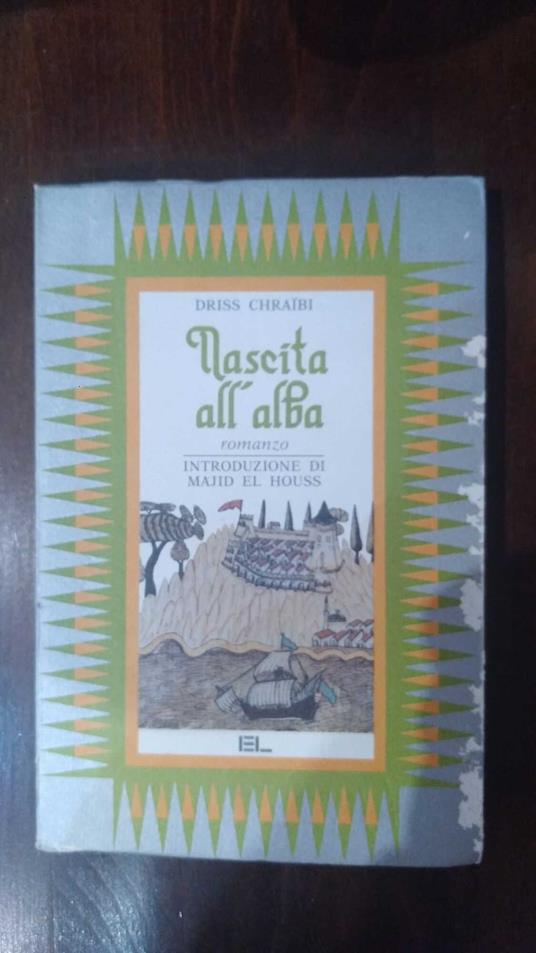 DRISS CHRAÏBI
Nascita
all'alba
romanzo
INTRODUZIONE DI
MAJID EL HOUSS
EL